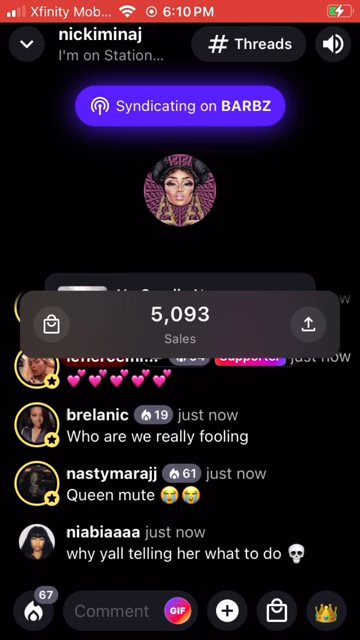 Xfinity Mob... 6:10 PM
nickiminaj
I'm on Station...
# Threads
Syndicating on BARBZ
5,093
Sales
just now
💕💕💕💕💕
brelanic 19 just now
Who are we really fooling
nastymarajj 61 just now
Queen mute 😭😭
niabiaaaa just now
why yall telling her what to do 💀
67
Comment
GIF